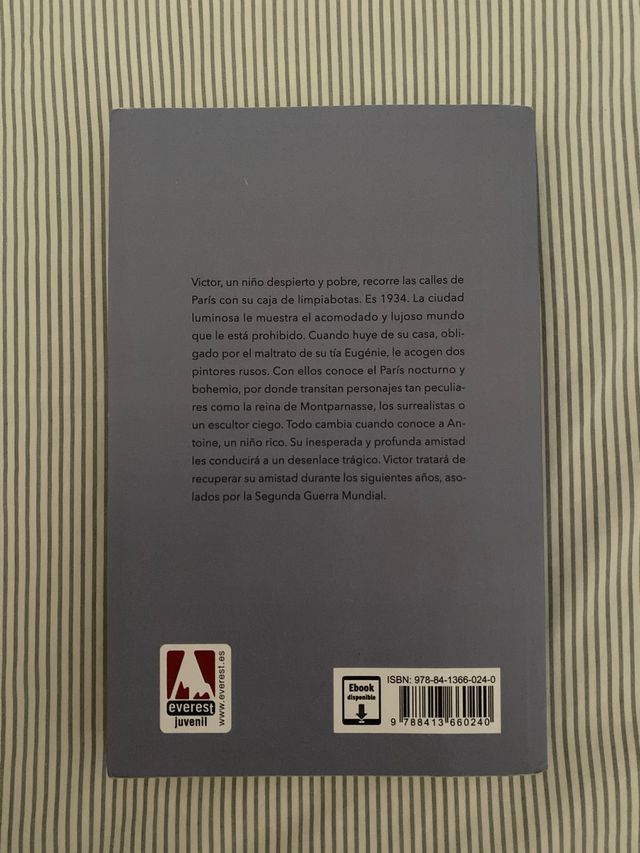 Victor, un niño despierto y pobre, recorre las calles de
París con su caja de limpiabotas. Es 1934. La ciudad
luminosa le muestra el acomodado y lujoso mundo
que le está prohibido. Cuando huye de su casa, obli-
gado por el maltrato de su tía Eugénie, le acogen dos
pintores rusos. Con ellos conoce el París nocturno y
bohemio, por donde transitan personajes tan peculia-
res como la reina de Montparnasse, los surrealistas o
un escultor ciego. Todo cambia cuando conoce a An-
toine, un niño rico. Su inesperada y profunda amistad
les conducirá a un desenlace trágico. Victor tratará de
recuperar su amistad durante los siguientes años, aso-
lados por la Segunda Guerra Mundial.
everest
juvenil
www.everest.es
Ebook
disponible
ISBN: 978-84-1366-024-0
9 788413 660240